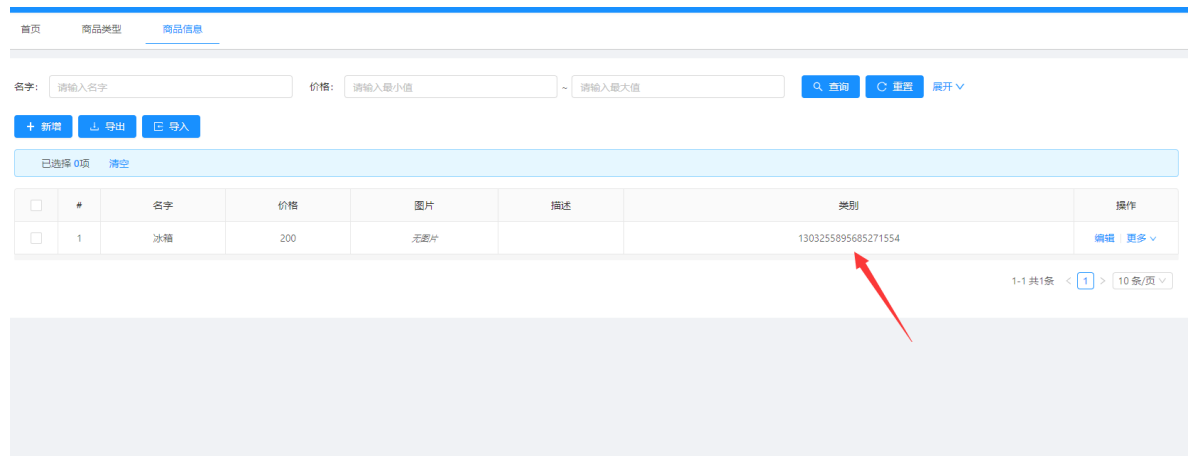 首页 商品类型 商品信息
名字: 请输入名字 价格: 请输入最小值 ~ 请输入最大值 查询 重置 展开
新增 导出 导入
已选择 0项 清空
# 名字 价格 图片 描述 类别 操作
1 冰箱 200 无图片 1303255895685271554 编辑 更多
1-1 共1条 < 1 > 10 条/页